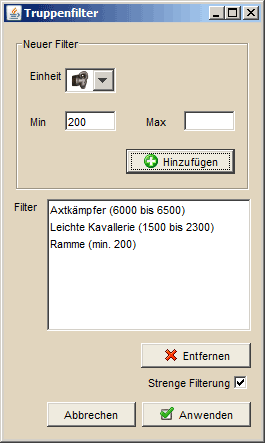 Truppenfilter
Neuer Filter
Einheit
Min 200 Max
Hinzufügen
Filter
Axtkämpfer (6000 bis 6500)
Leichte Kavallerie (1500 bis 2300)
Ramme (min. 200)
Entfernen
Strenge Filterung
Abbrechen Anwenden